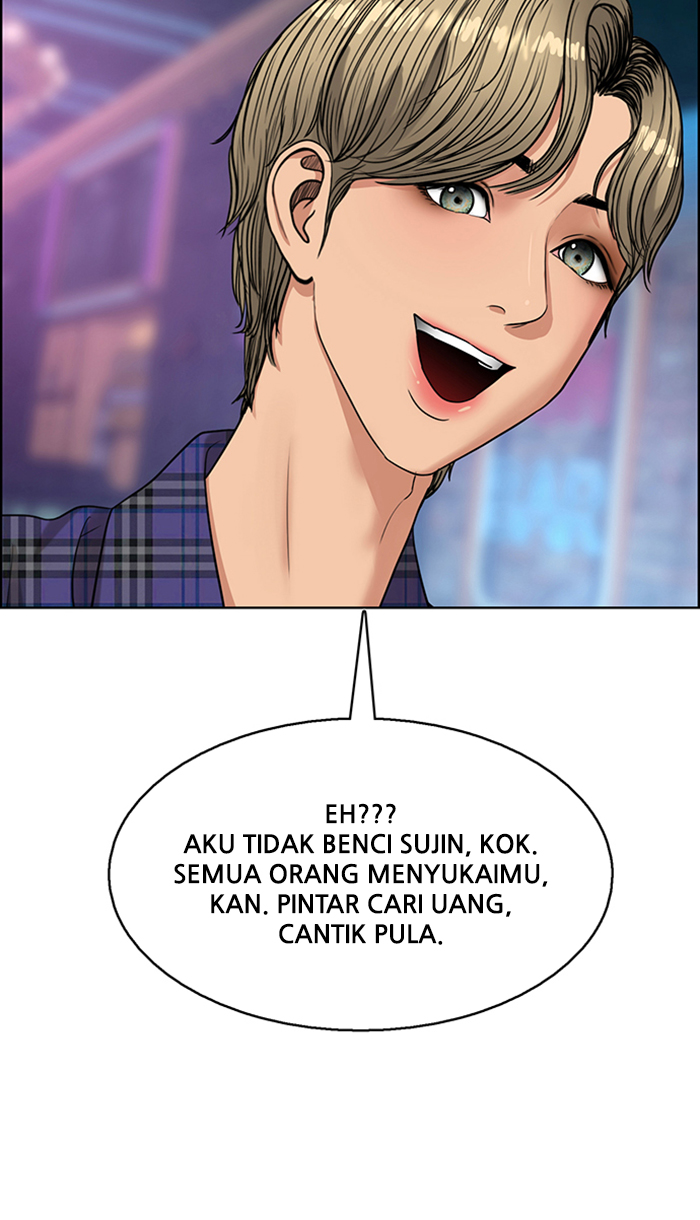 EH???
AKU TIDAK BENCI SUJIN, KOK.
SEMUA ORANG MENYUKAIMU,
KAN. PINTAR CARI UANG,
CANTIK PULA.